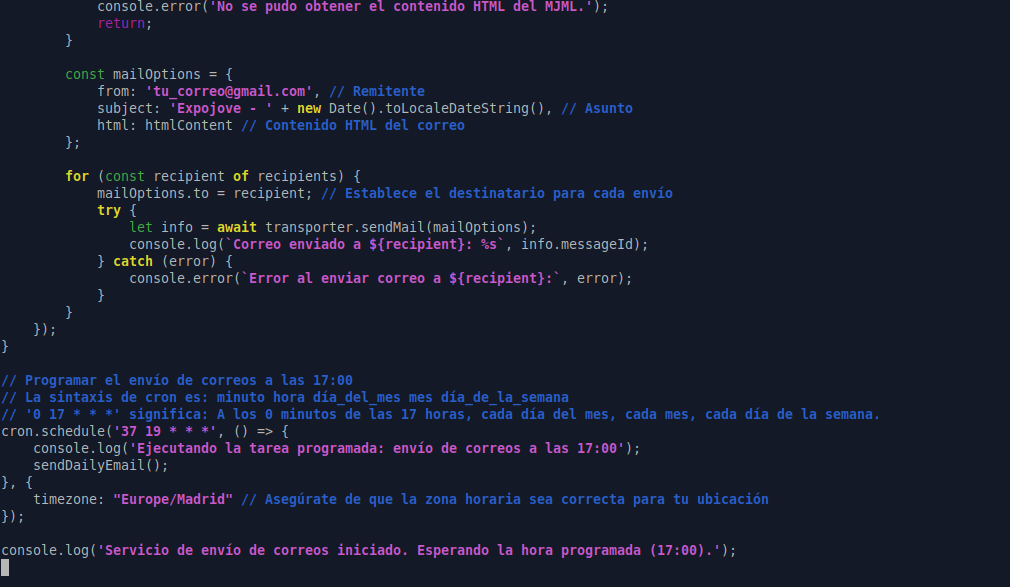 console.error('No se pudo obtener el contenido HTML del MJML.');
            return;
        }

        const mailOptions = {
            from: 'tu_correo@gmail.com', // Remitente
            subject: 'Expojove - ' + new Date().toLocaleDateString(), // Asunto
            html: htmlContent // Contenido HTML del correo
        };

        for (const recipient of recipients) {
            mailOptions.to = recipient; // Establece el destinatario para cada envío
            try {
                let info = await transporter.sendMail(mailOptions);
                console.log(`Correo enviado a ${recipient}: %s`, info.messageId);
            } catch (error) {
                console.error(`Error al enviar correo a ${recipient}:`, error);
            }
        }
    });
}

// Programar el envío de correos a las 17:00
// La sintaxis de cron es: minuto hora día_del_mes mes día_de_la_semana
// '0 17 * * *' significa: A los 0 minutos de las 17 horas, cada día del mes, cada mes, cada día de la semana.
cron.schedule('37 19 * * *', () => {
    console.log('Ejecutando la tarea programada: envío de correos a las 17:00');
    sendDailyEmail();
}, {
    timezone: "Europe/Madrid" // Asegúrate de que la zona horaria sea correcta para tu ubicación
});

console.log('Servicio de envío de correos iniciado. Esperando la hora programada (17:00).');